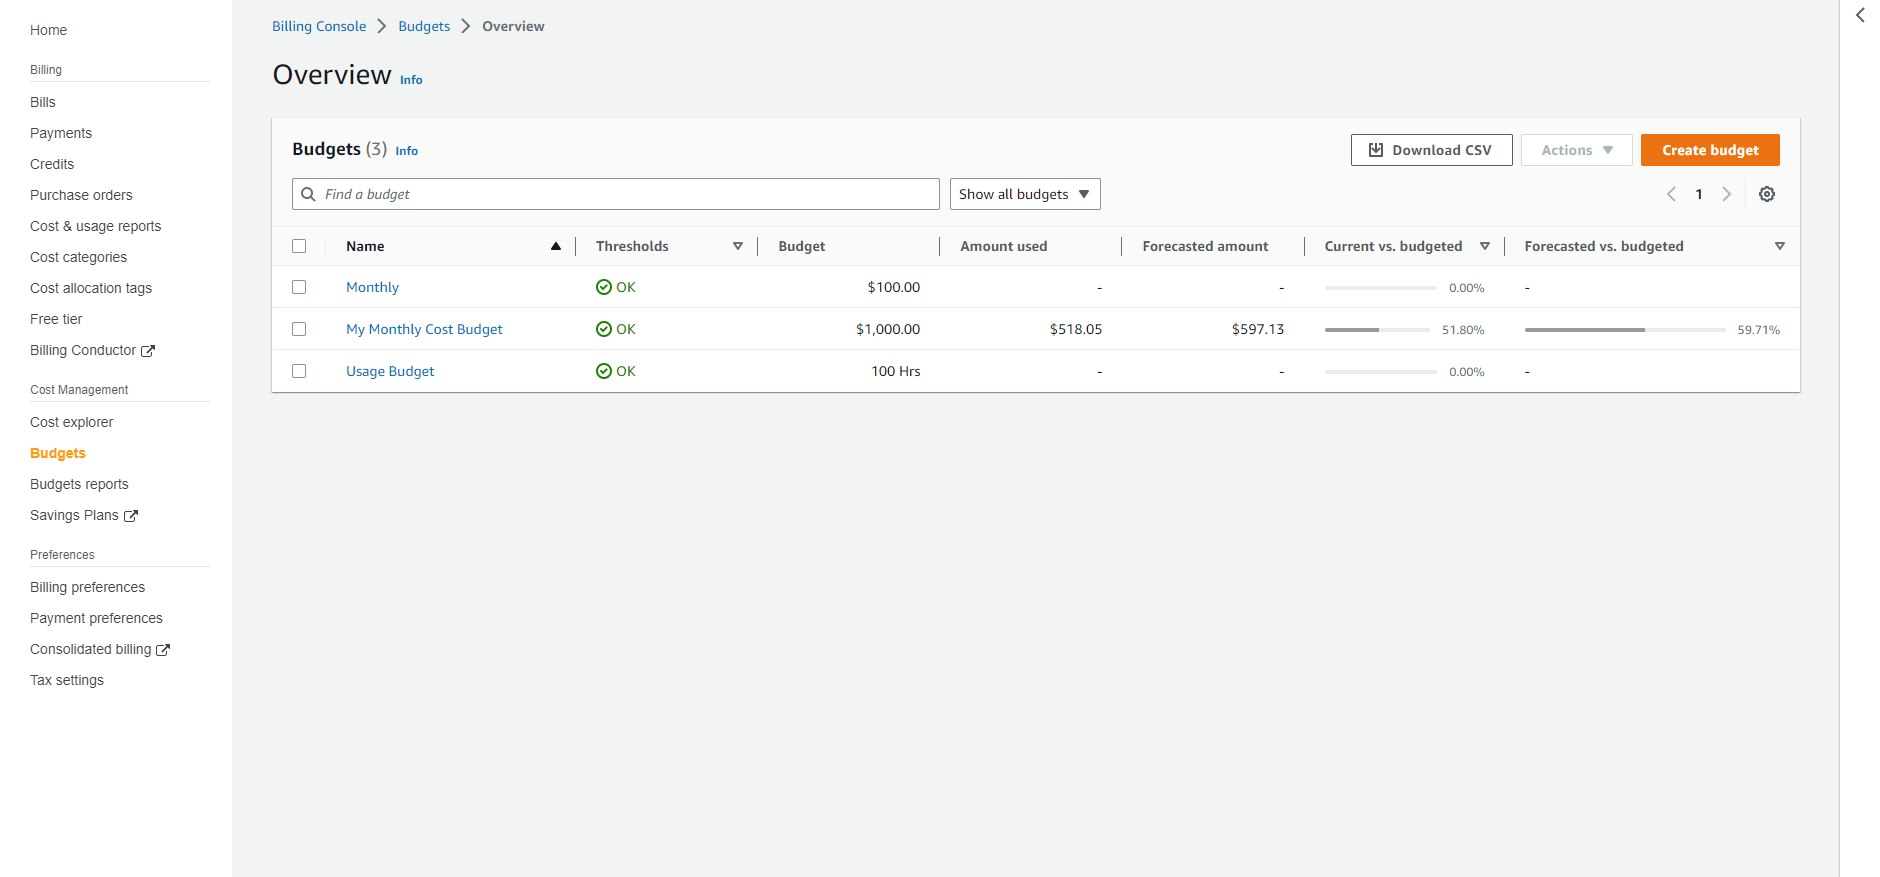 Home
Billing
Bills
Payments
Credits
Purchase orders
Cost & usage reports
Cost categories
Cost allocation tags
Free tier
Billing Conductor
Cost Management
Cost explorer
Budgets
Budgets reports
Savings Plans
Preferences
Billing preferences
Payment preferences
Consolidated billing
Tax settings
Billing Console Budgets Overview
Overview Info
Budgets (3) Info
Download CSV Actions Create budget
Find a budget Show all budgets 1
Name Thresholds Budget Amount used Forecasted amount Current vs. budgeted Forecasted vs. budgeted
Monthly OK $100.00 - - 0.00% -
My Monthly Cost Budget OK $1,000.00 $518.05 $597.13 51.80% 59.71%
Usage Budget OK 100 Hrs - - 0.00% -